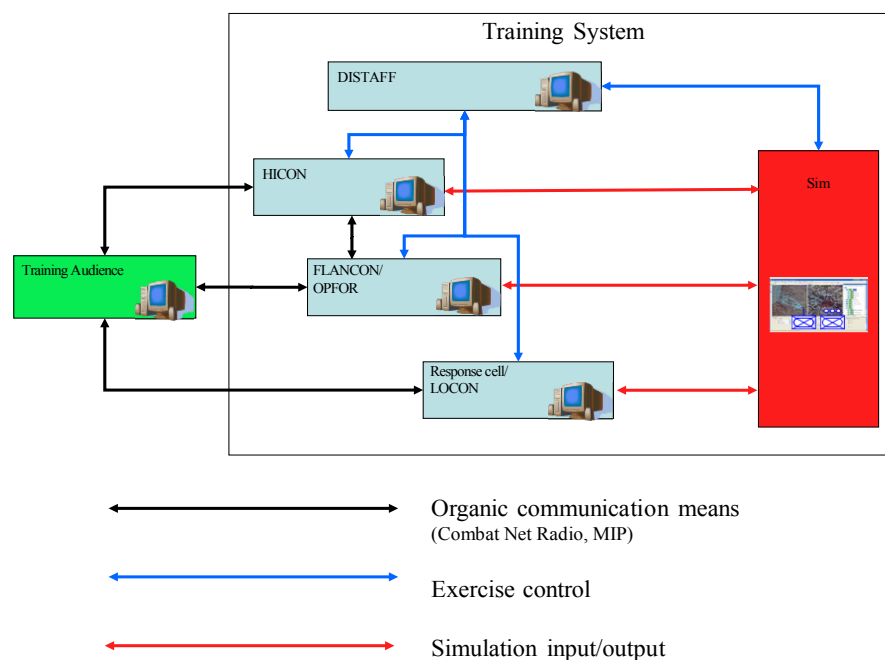 Training System
DISTAFF
HICON
Sim
Training Audience
FLANCON/
OPFOR
Response cell/
LOCON
Organic communication means
(Combat Net Radio, MIP)
Exercise control
Simulation input/output